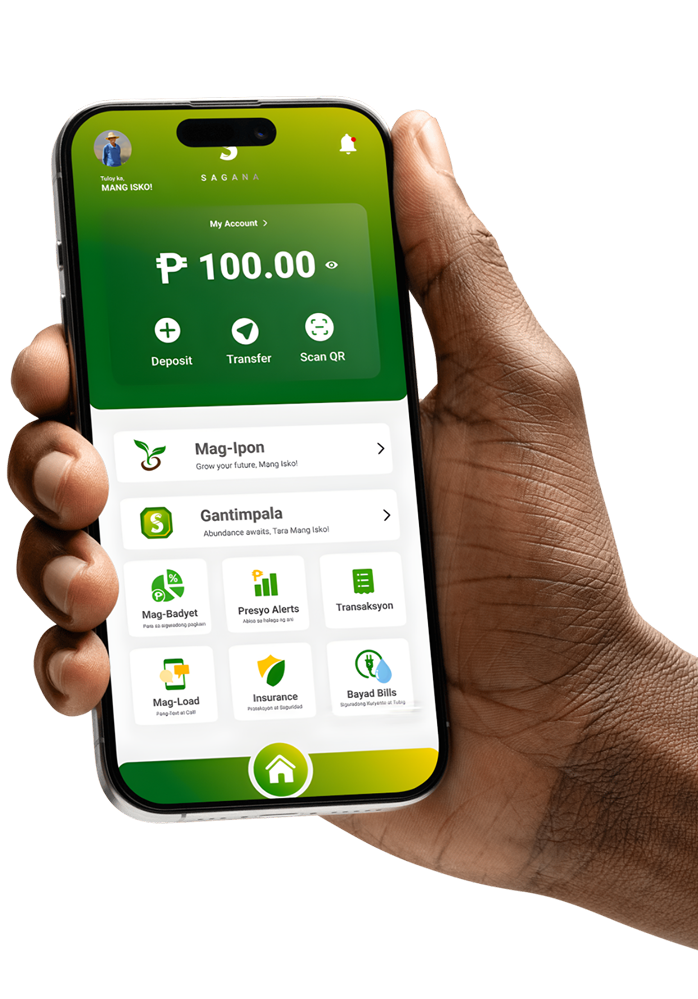 S
SAGANA
Tuloy ka,
MANG ISKO!
My Account >
₱ 100.00
Deposit Transfer Scan QR
Mag-Ipon
Grow your future, Mang Isko!
S
Gantimpala
Abundance awaits, Tara Mang Isko!
% ₱
Mag-Badyet
Para sa siguradong pagkain
₱
Presyo Alerts
Abiso sa halaga ng ani
Transaksyon
Mag-Load
Pang-Text at Call!
Insurance
Proteksyon at Seguridad
Bayad Bills
Siguradong Kuryente at Tubig